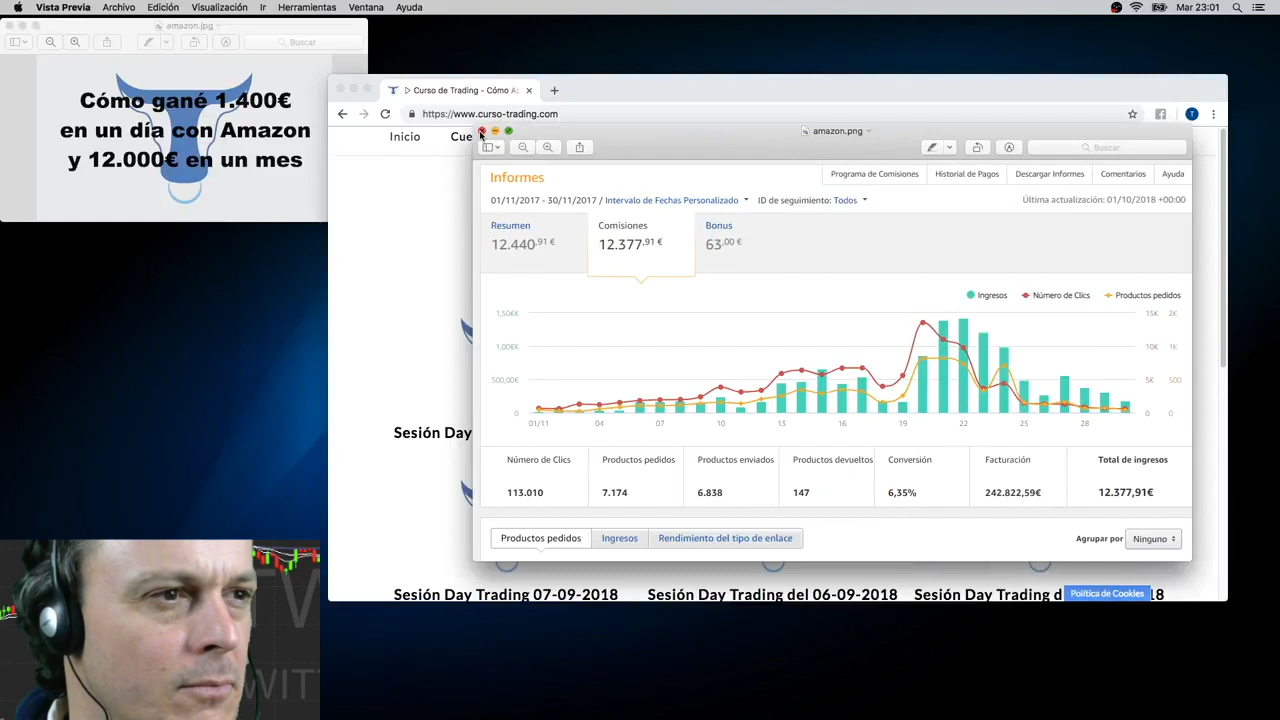 Vista Previa Archivo Edición Visualización Ir Herramientas Ventana Ayuda
Mar 23:01
amazon.jpg
Buscar
Cómo gané 1.400€
en un día con Amazon
y 12.000€ en un mes
Curso de Trading - Cómo A
https://www.curso-trading.com
T
Inicio Cue
amazon.png
Buscar
Informes
Programa de Comisiones Historial de Pagos Descargar Informes Comentarios Ayuda
01/11/2017 - 30/11/2017 / Intervalo de Fechas Personalizado ID de seguimiento: Todos
Última actualización: 01/10/2018 +00:00
Resumen Comisiones Bonus
12.440,91 € 12.377,91 € 63,00 €
Ingresos Número de Clics Productos pedidos
1,50€K 15K 2K
1,00€K 10K 1K
500,00€ 5K 500
0 0 0
01/11 04 07 10 13 16 19 22 25 28
Número de Clics Productos pedidos Productos enviados Productos devueltos Conversión Facturación Total de ingresos
113.010 7.174 6.838 147 6,35% 242.822,59€ 12.377,91€
Productos pedidos Ingresos Rendimiento del tipo de enlace
Agrupar por Ninguno
Sesión Day
Sesión Day Trading 07-09-2018 Sesión Day Trading del 06-09-2018 Sesión Day Trading d 18
Política de Cookies
TW
WITT